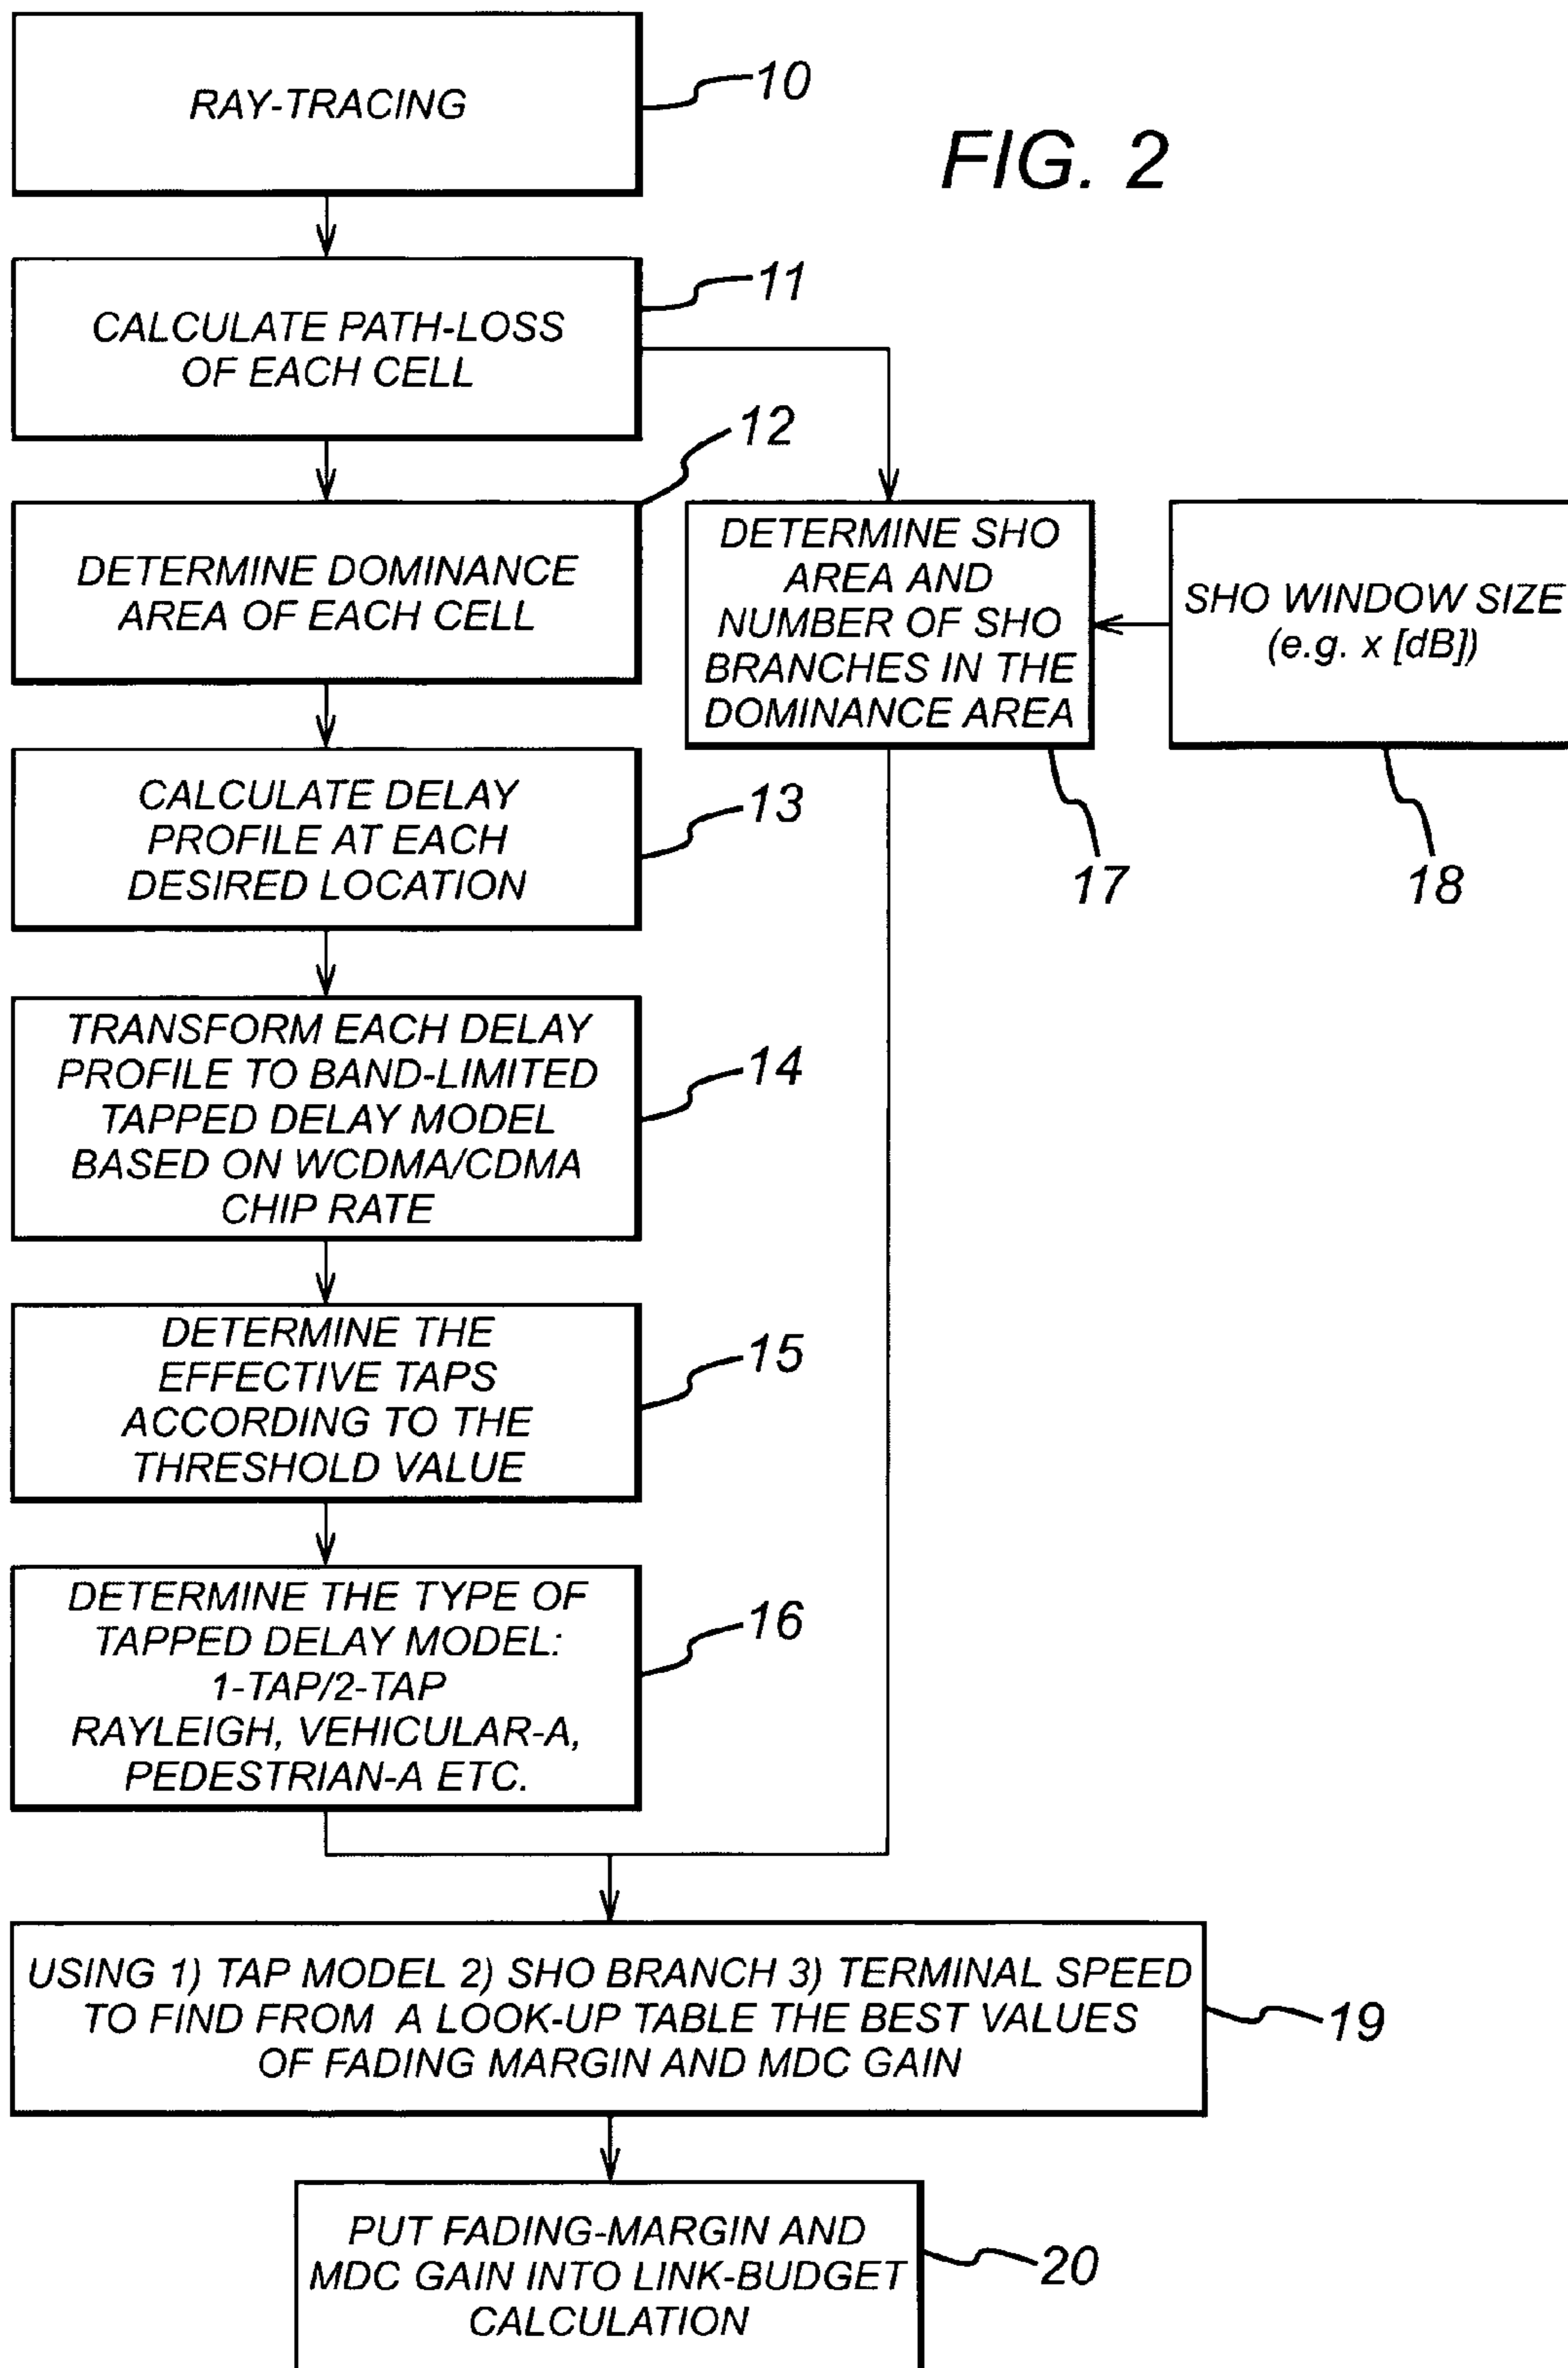 RAY-TRACING
10
FIG. 2
CALCULATE PATH-LOSS
OF EACH CELL
11
12
DETERMINE DOMINANCE
AREA OF EACH CELL
DETERMINE SHO
AREA AND
NUMBER OF SHO
BRANCHES IN THE
DOMINANCE AREA
SHO WINDOW SIZE
(e.g. x [dB])
CALCULATE DELAY
PROFILE AT EACH
DESIRED LOCATION
13
17
18
TRANSFORM EACH DELAY
PROFILE TO BAND-LIMITED
TAPPED DELAY MODEL
BASED ON WCDMA/CDMA
CHIP RATE
14
DETERMINE THE
EFFECTIVE TAPS
ACCORDING TO THE
THRESHOLD VALUE
15
DETERMINE THE TYPE OF
TAPPED DELAY MODEL:
1-TAP/2-TAP
RAYLEIGH, VEHICULAR-A,
PEDESTRIAN-A ETC.
16
USING 1) TAP MODEL 2) SHO BRANCH 3) TERMINAL SPEED
TO FIND FROM A LOOK-UP TABLE THE BEST VALUES
OF FADING MARGIN AND MDC GAIN
19
PUT FADING-MARGIN AND
MDC GAIN INTO LINK-BUDGET
CALCULATION
20